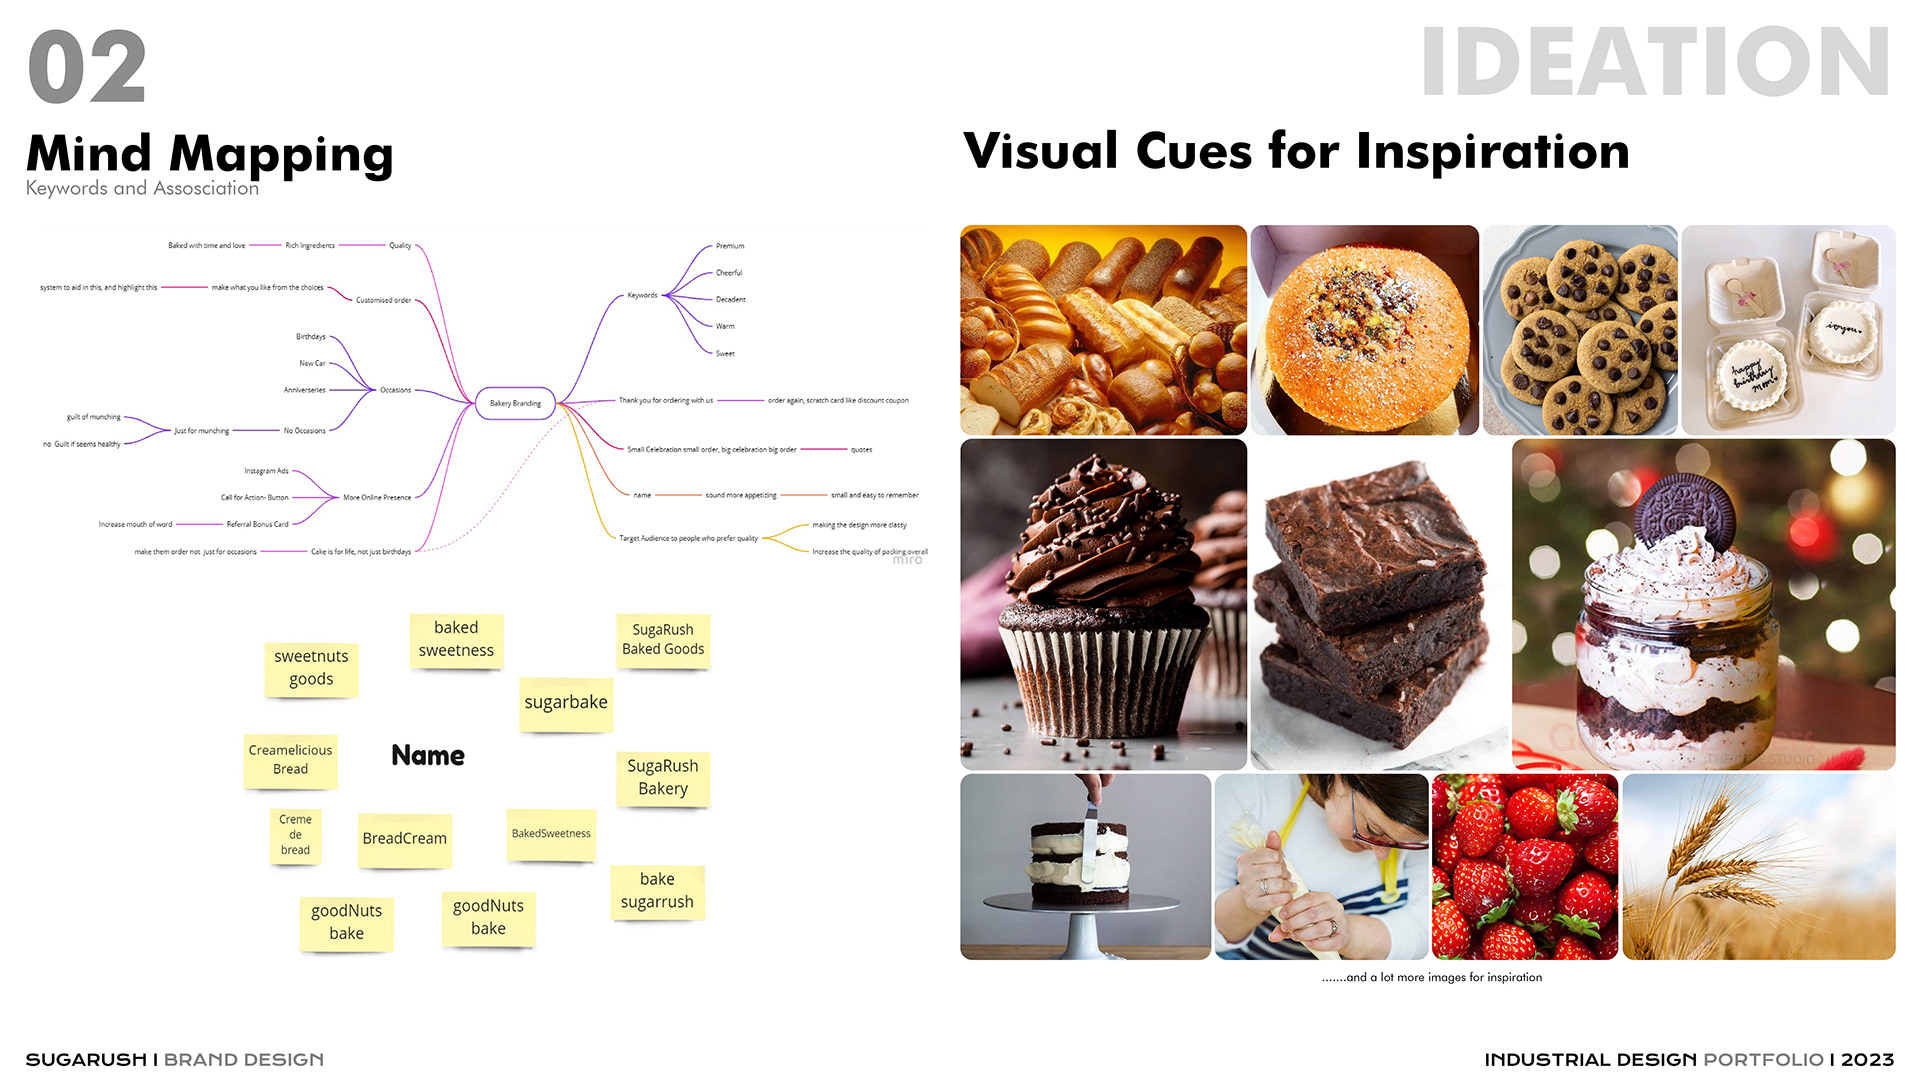 02
IDEATION
Mind Mapping
Keywords and Assosciation
Visual Cues for Inspiration
Baked with time and love
Rich Ingredients
Quality
system to aid in this, and highlight this
make what you like from the choices
Customised order
Birthdays
New Car
Anniverseries
Occasions
guilt of munching
no Guilt if seems healthy
Just for munching
No Occasions
Instagram Ads
Call for Action- Button
More Online Presence
Increase mouth of word
Referral Bonus Card
make them order not just for occasions
Cake is for life, not just birthdays
Bakery Branding
Keywords
Premium
Cheerful
Decadent
Warm
Sweet
Thank you for ordering with us
order again, scratch card like discount coupon
Small Celebration small order, big celebration big order
quotes
name
sound more appetizing
small and easy to remember
Target Audience to people who prefer quality
making the design more classy
Increase the quality of packing,overall
miro
sweetnuts
goods
baked
sweetness
SugaRush
Baked Goods
sugarbake
Creamelicious
Bread
Name
SugaRush
Bakery
Creme
de
bread
BreadCream
BakedSweetness
bake
sugarrush
goodNuts
bake
goodNuts
bake
happy
birthday
mom
i ♥ you
.......and a lot more images for inspiration
SUGARUSH I BRAND DESIGN
INDUSTRIAL DESIGN PORTFOLIO I 2023